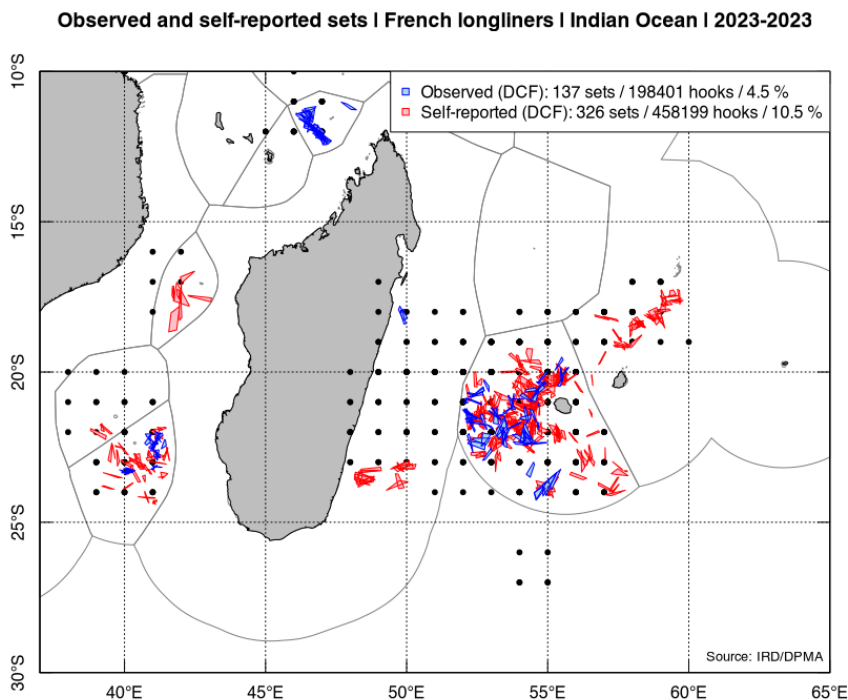 Observed and self-reported sets I French longliners I Indian Ocean I 2023-2023
Observed (DCF): 137 sets / 198401 hooks / 4.5 %
Self-reported (DCF): 326 sets / 458199 hooks / 10.5 %
10°S
15°S
20°S
25°S
30°S
Source: IRD/DPMA
40°E
45°E
50°E
55°E
60°E
65°E